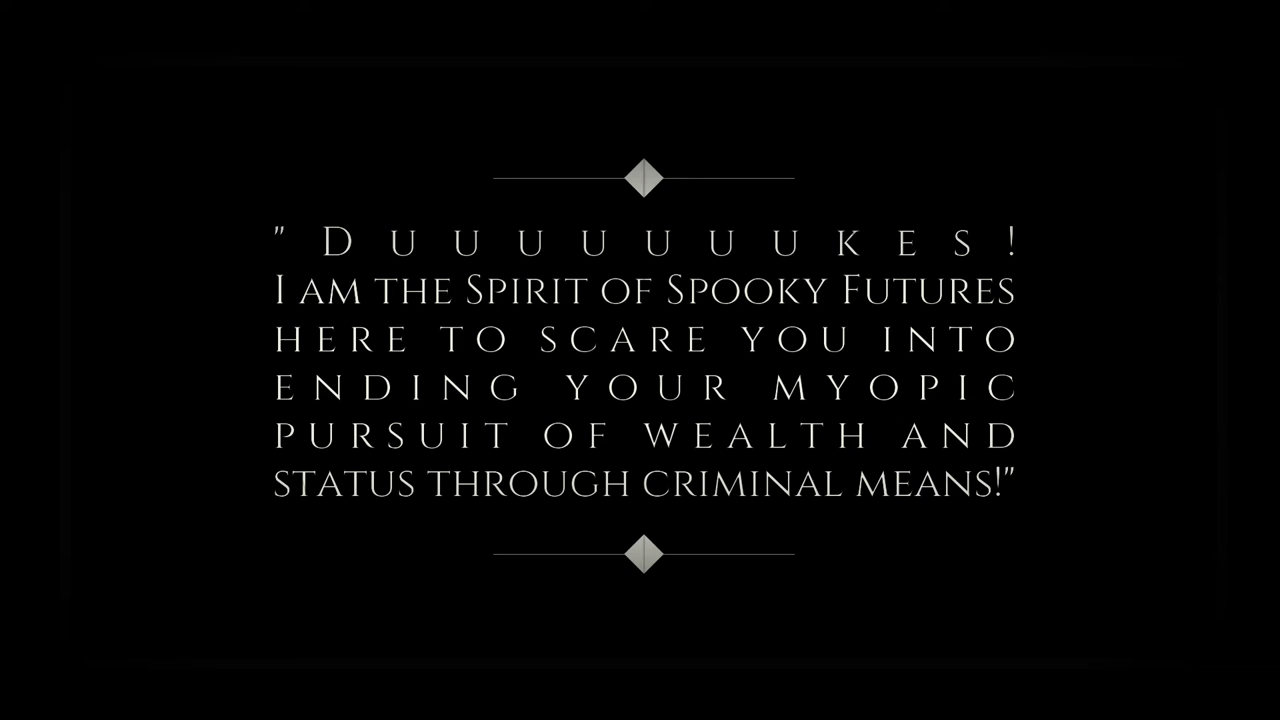 "Duuuuuuukes!
I am the Spirit of Spooky Futures
here to scare you into
ending your myopic
pursuit of wealth and
status through criminal means!"